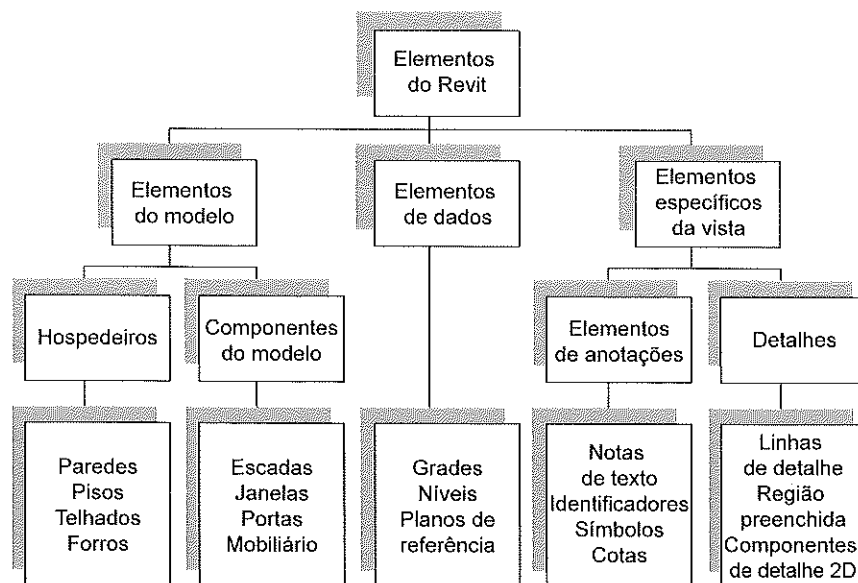 Elementos
do Revit
Elementos
do modelo
Elementos
de dados
Elementos
específicos
da vista
Hospedeiros
Componentes
do modelo
Elementos
de anotações
Detalhes
Paredes
Pisos
Telhados
Forros
Escadas
Janelas
Portas
Mobiliário
Grades
Níveis
Planos de
referência
Notas
de texto
Identificadores
Símbolos
Cotas
Linhas
de detalhe
Região
preenchida
Componentes
de detalhe 2D